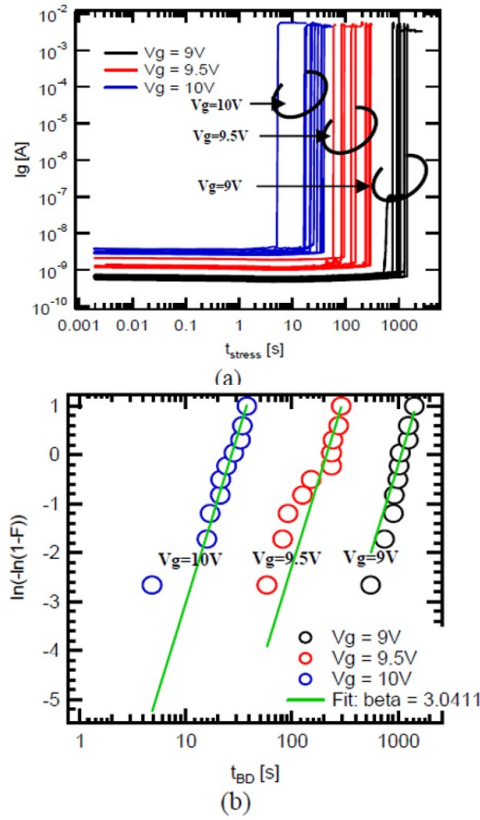 10⁻²
10⁻³
10⁻⁴
10⁻⁵
10⁻⁶
10⁻⁷
10⁻⁸
10⁻⁹
10⁻¹⁰
Ig [A]
Vg = 9V
Vg = 9.5V
Vg = 10V
Vg=10V
Vg=9.5V
Vg=9V
0.001 0.01 0.1 1 10 100 1000
t_stress [s]
(a)
1
0
-1
-2
-3
-4
-5
ln(-ln(1-F)
Vg=10V Vg=9.5V Vg=9V
Vg = 9V
Vg = 9.5V
Vg = 10V
Fit: beta = 3.0411
1 10 100 1000
t_BD [s]
(b)